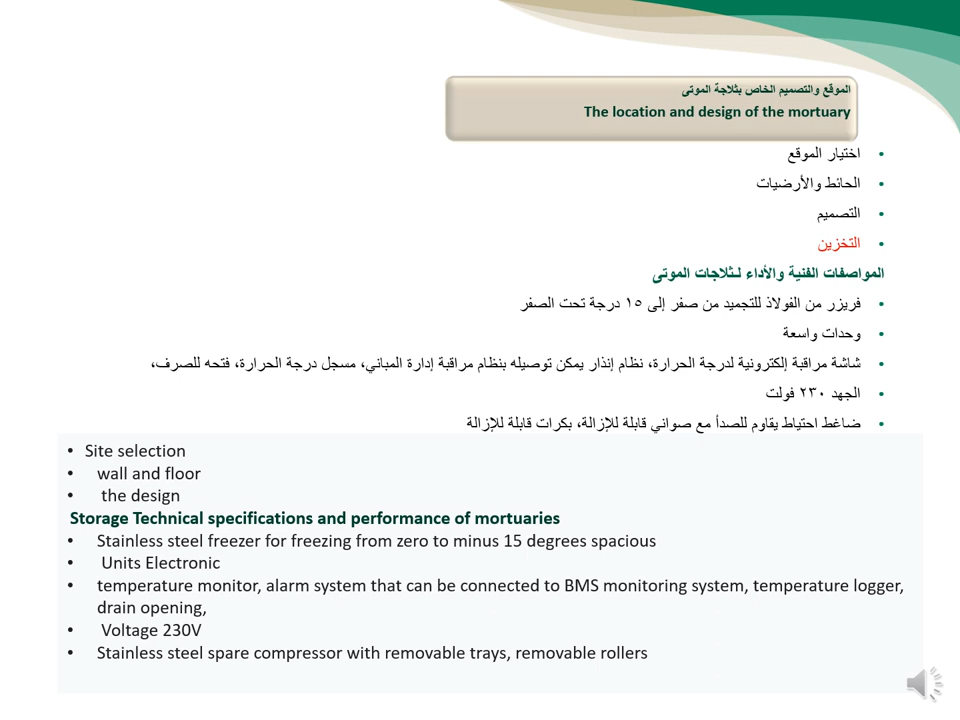 الموقع والتصميم الخاص بثلاجة الموتى
The location and design of the mortuary
• اختيار الموقع
• الحائط والأرضيات
• التصميم
• التخزين
المواصفات الفنية والأداء لـثلاجات الموتى
• فريزر من الفولاذ للتجميد من صفر إلى ١٥ درجة تحت الصفر
• وحدات واسعة
• شاشة مراقبة إلكترونية لدرجة الحرارة، نظام إنذار يمكن توصيله بنظام مراقبة إدارة المباني، مسجل درجة الحرارة، فتحه للصرف،
• الجهد ٢٣٠ فولت
• ضاغط احتياط يقاوم للصدأ مع صواني قابلة للإزالة، بكرات قابلة للإزالة
• Site selection
• wall and floor
• the design
Storage Technical specifications and performance of mortuaries
• Stainless steel freezer for freezing from zero to minus 15 degrees spacious
• Units Electronic
• temperature monitor, alarm system that can be connected to BMS monitoring system, temperature logger,
drain opening,
• Voltage 230V
• Stainless steel spare compressor with removable trays, removable rollers